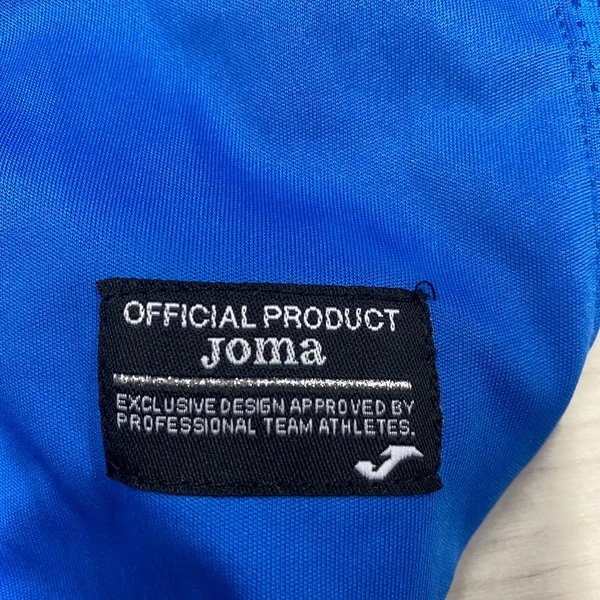 OFFICIAL PRODUCT
Joma
EXCLUSIVE DESIGN APPROVED BY
PROFESSIONAL TEAM ATHLETES.